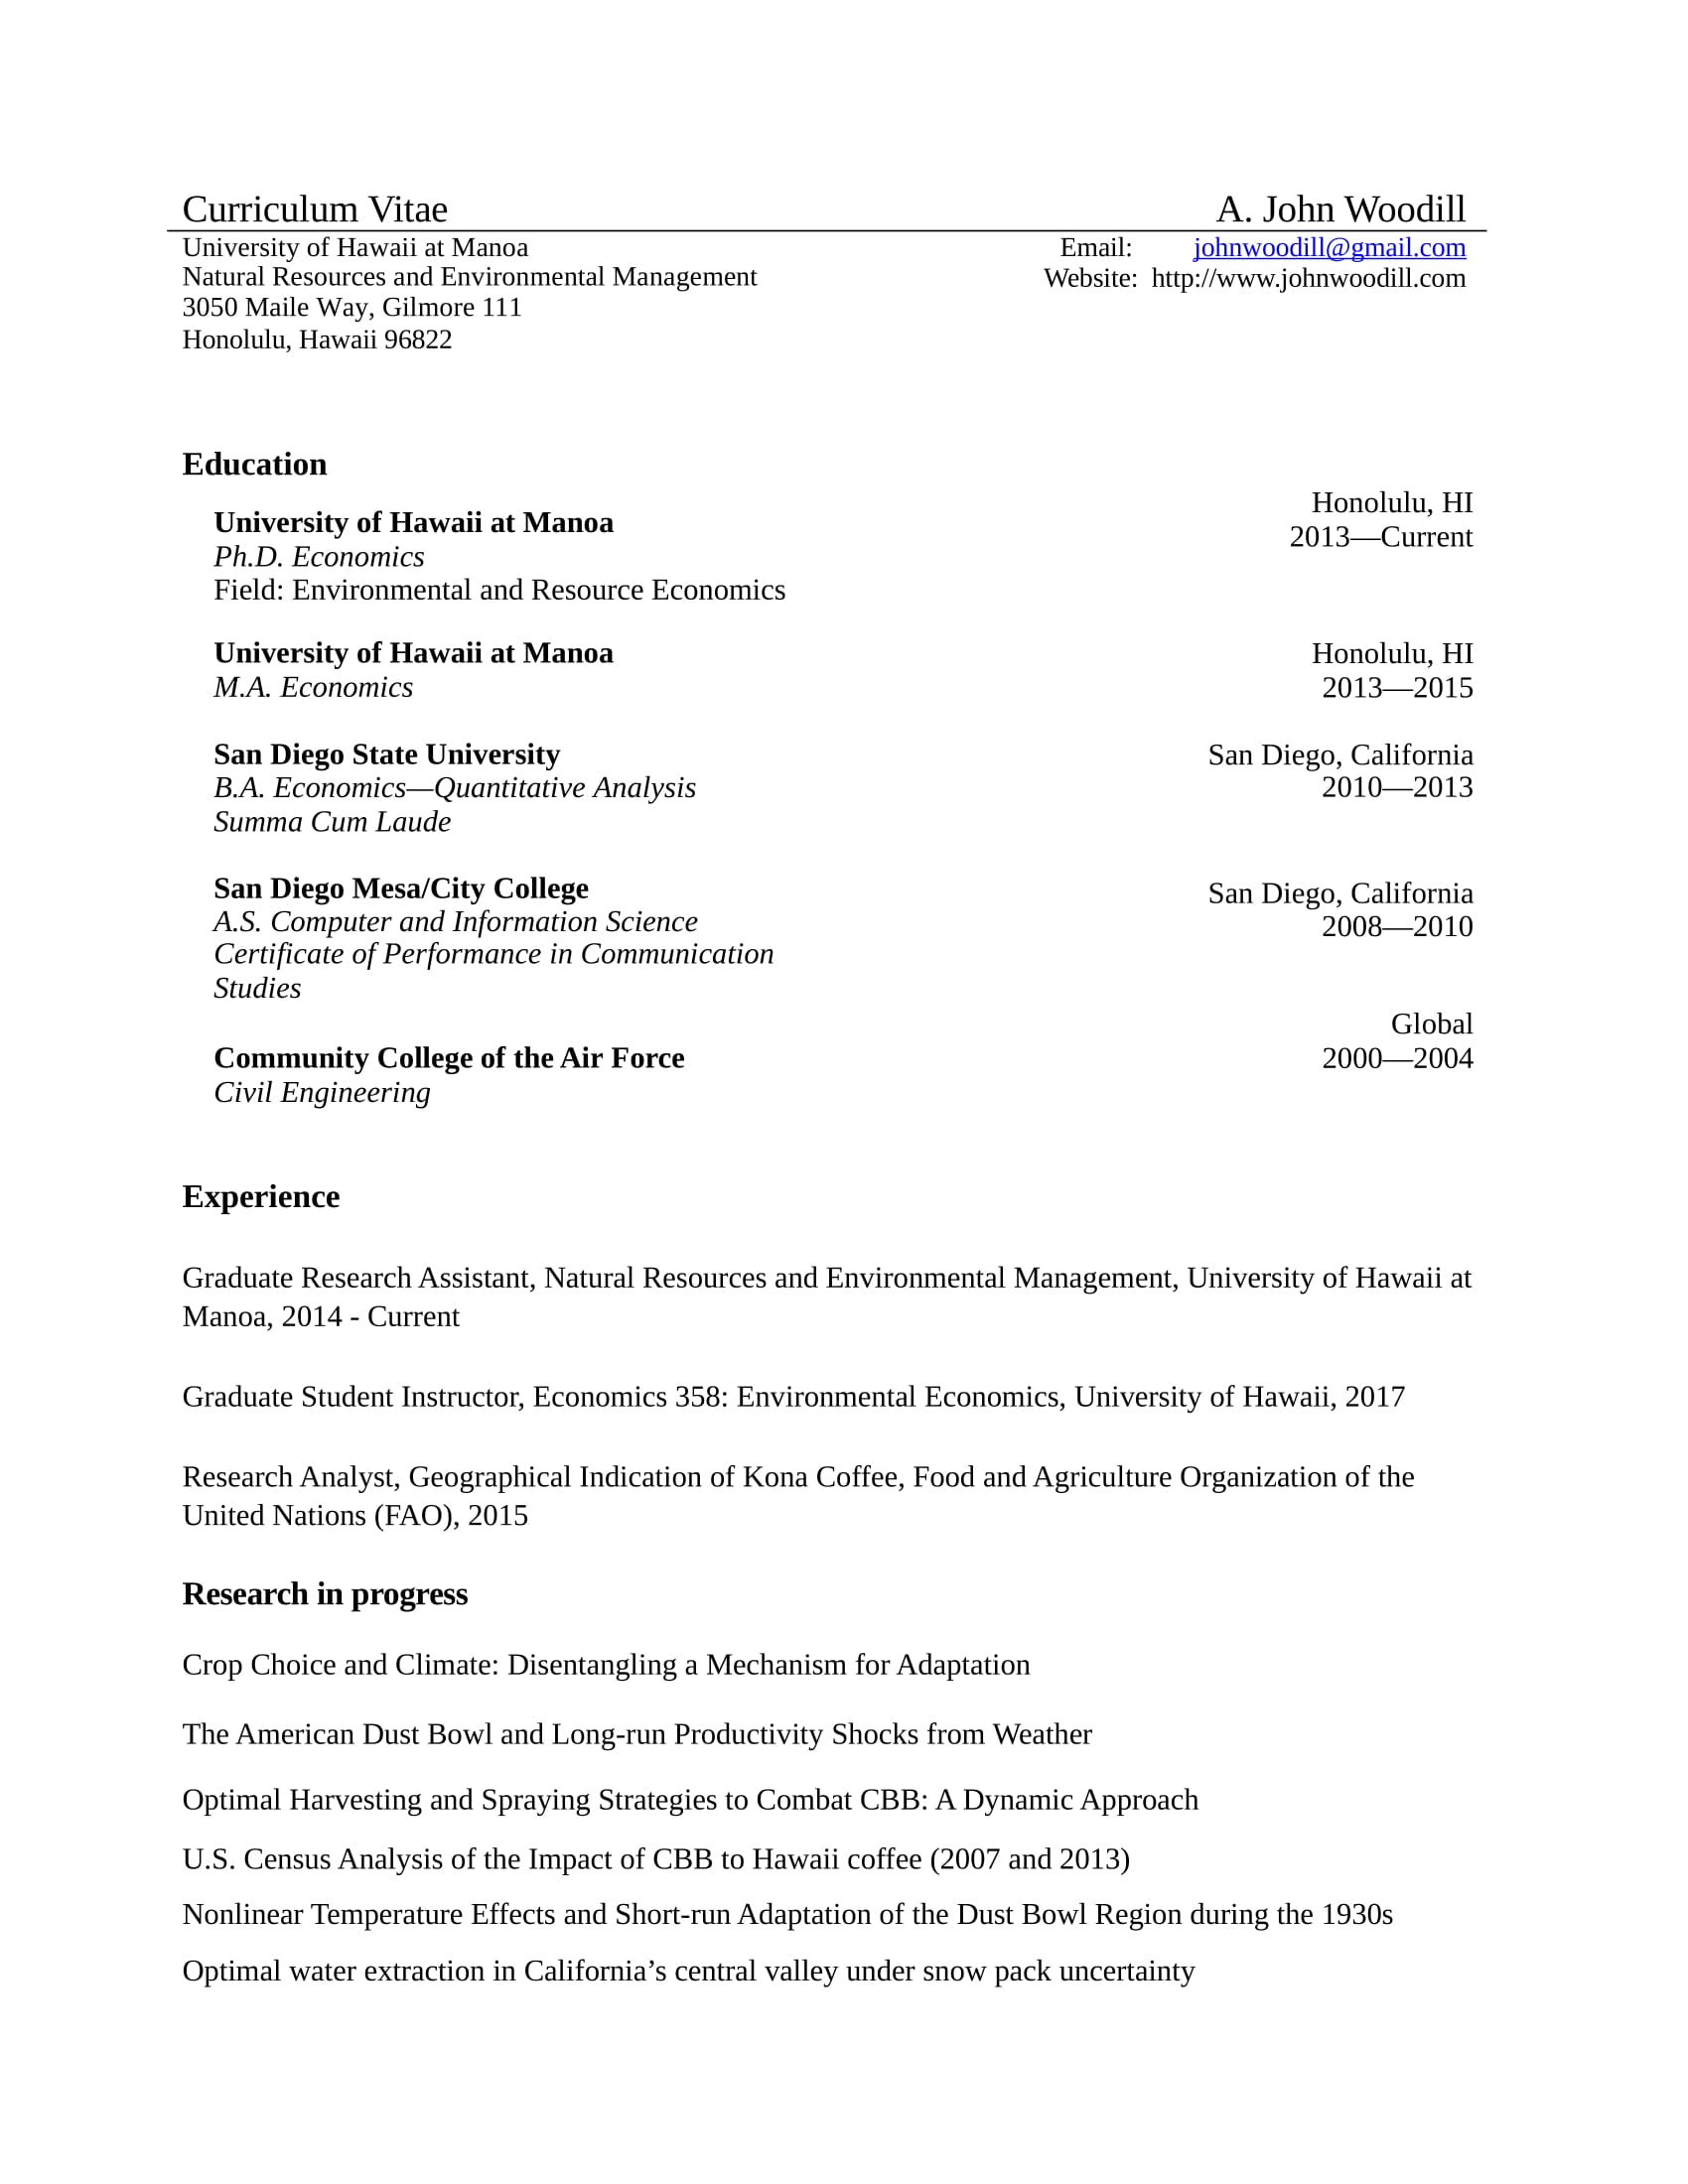 Curriculum Vitae A. John Woodill
University of Hawaii at Manoa Email: johnwoodill@gmail.com
Natural Resources and Environmental Management Website: http://www.johnwoodill.com
3050 Maile Way, Gilmore 111
Honolulu, Hawaii 96822
Education
Honolulu, HI
University of Hawaii at Manoa 2013—Current
Ph.D. Economics
Field: Environmental and Resource Economics
University of Hawaii at Manoa Honolulu, HI
M.A. Economics 2013—2015
San Diego State University San Diego, California
B.A. Economics—Quantitative Analysis 2010—2013
Summa Cum Laude
San Diego Mesa/City College San Diego, California
A.S. Computer and Information Science 2008—2010
Certificate of Performance in Communication
Studies
Global
Community College of the Air Force 2000—2004
Civil Engineering
Experience
Graduate Research Assistant, Natural Resources and Environmental Management, University of Hawaii at
Manoa, 2014 - Current
Graduate Student Instructor, Economics 358: Environmental Economics, University of Hawaii, 2017
Research Analyst, Geographical Indication of Kona Coffee, Food and Agriculture Organization of the
United Nations (FAO), 2015
Research in progress
Crop Choice and Climate: Disentangling a Mechanism for Adaptation
The American Dust Bowl and Long-run Productivity Shocks from Weather
Optimal Harvesting and Spraying Strategies to Combat CBB: A Dynamic Approach
U.S. Census Analysis of the Impact of CBB to Hawaii coffee (2007 and 2013)
Nonlinear Temperature Effects and Short-run Adaptation of the Dust Bowl Region during the 1930s
Optimal water extraction in California’s central valley under snow pack uncertainty